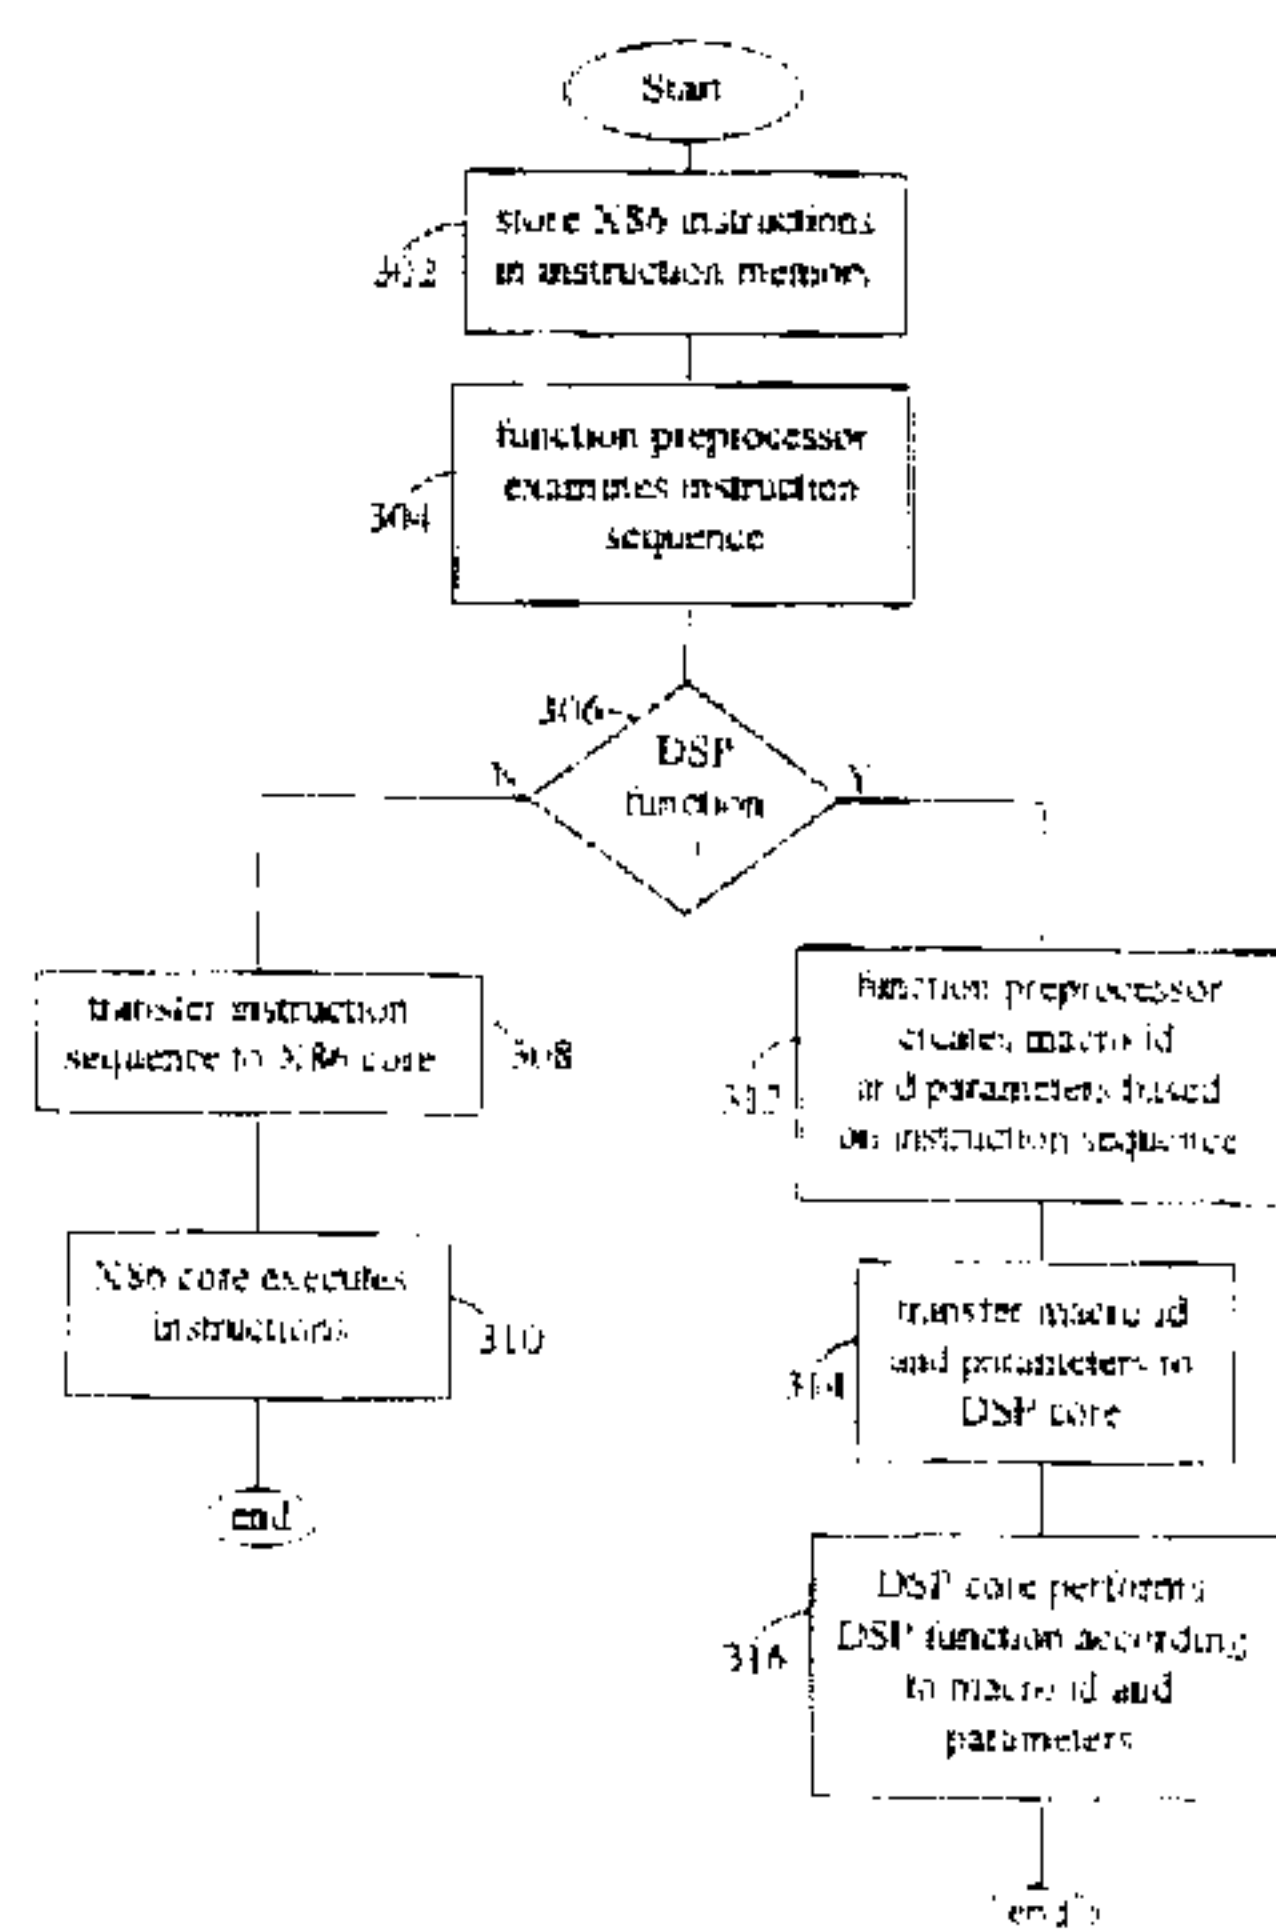 Start
store X86 instructions
in instruction memory
302
function preprocessor
examines instruction
sequence
304
306
DSP
function
N
Y
transfer instruction
sequence to X86 core
308
X86 core executes
instructions
310
end
function preprocessor
creates macro id
and parameters based
on instruction sequence
312
transfer macro id
and parameters to
DSP core
314
DSP core performs
DSP function according
to macro id and
parameters
316
end